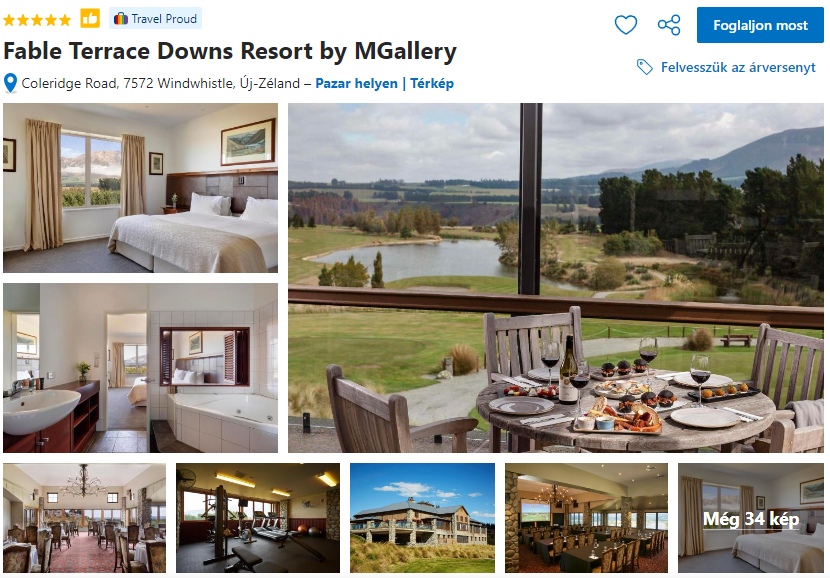 Travel Proud
Foglaljon most
Fable Terrace Downs Resort by MGallery
Felvesszük az árversenyt
Coleridge Road, 7572 Windwhistle, Új-Zéland – Pazar helyen | Térkép
Még 34 kép